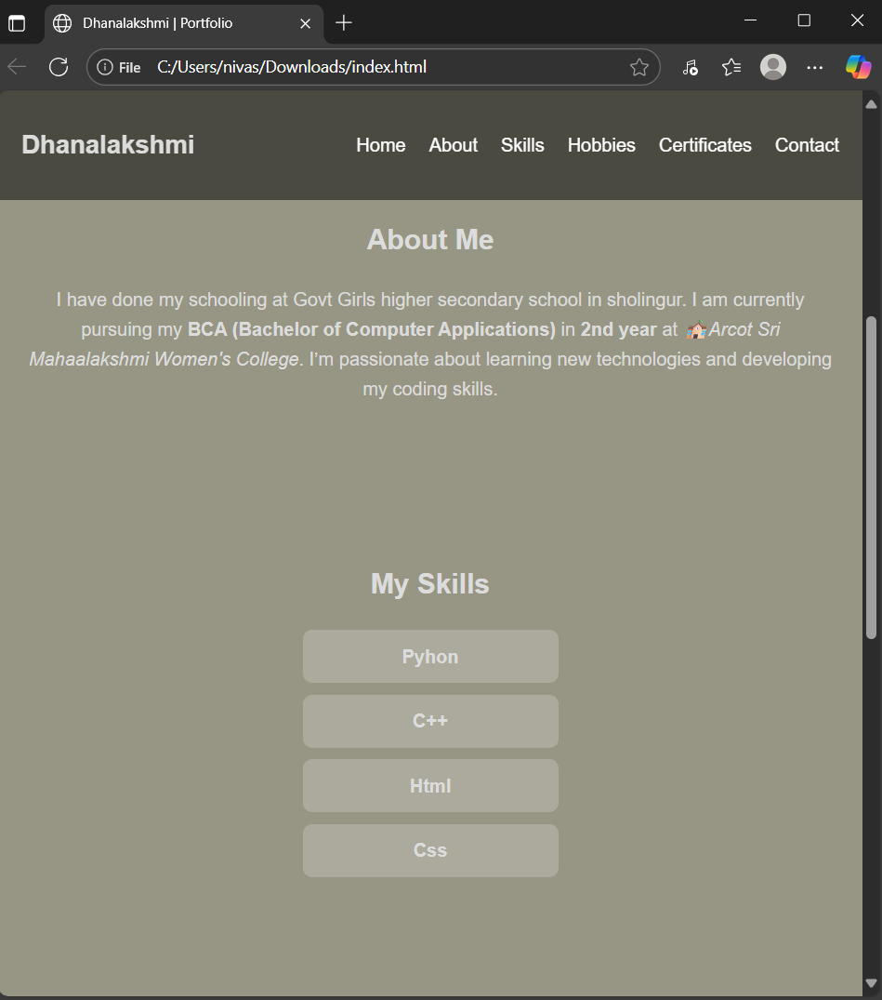 Dhanalakshmi | Portfolio
File C:/Users/nivas/Downloads/index.html
Dhanalakshmi Home About Skills Hobbies Certificates Contact
About Me
I have done my schooling at Govt Girls higher secondary school in sholingur. I am currently
pursuing my BCA (Bachelor of Computer Applications) in 2nd year at 🏫Arcot Sri
Mahaalakshmi Women's College. I’m passionate about learning new technologies and developing
my coding skills.
My Skills
Pyhon
C++
Html
Css